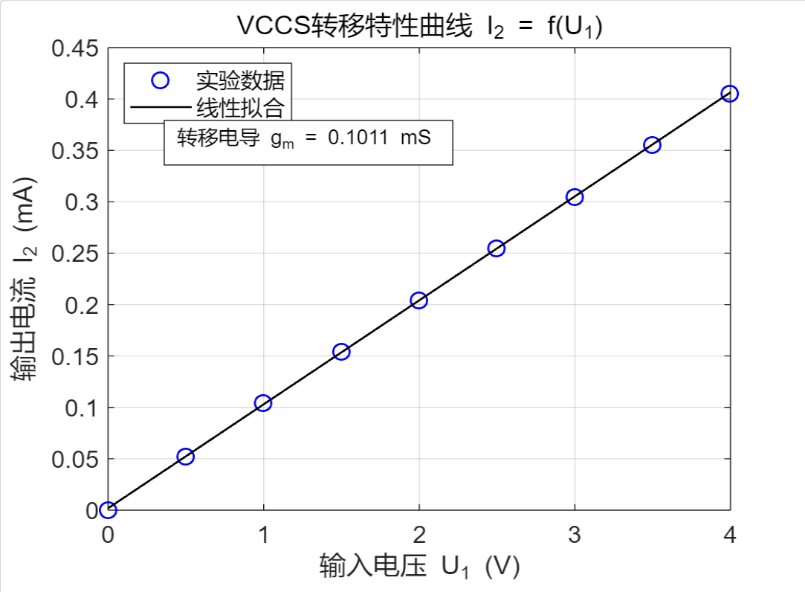 VCCS转移特性曲线 I₂ = f(U₁)
实验数据
线性拟合
转移电导 gₘ = 0.1011 mS
输出电流 I₂ (mA)
0.45
0.4
0.35
0.3
0.25
0.2
0.15
0.1
0.05
0
0 1 2 3 4
输入电压 U₁ (V)